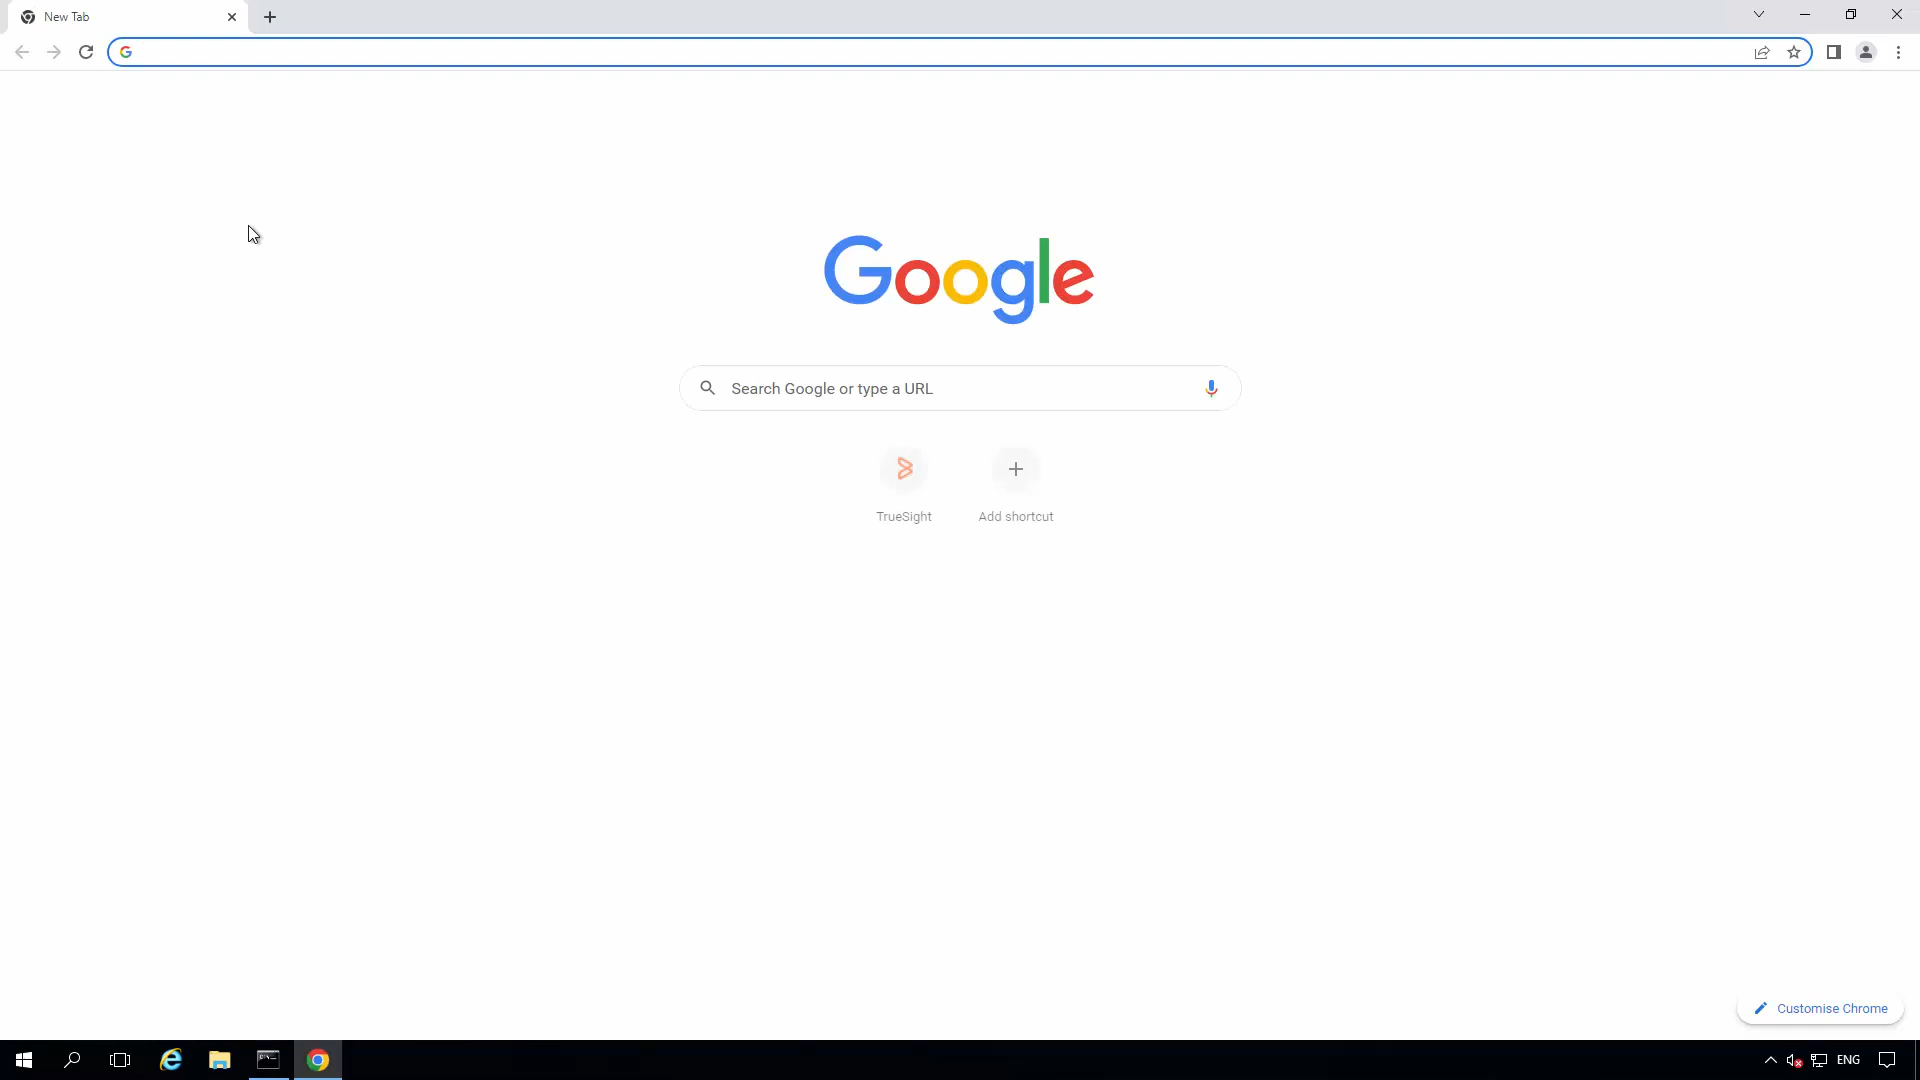 New Tab
Google
Search Google or type a URL
TrueSight
Add shortcut
Customise Chrome
ENG